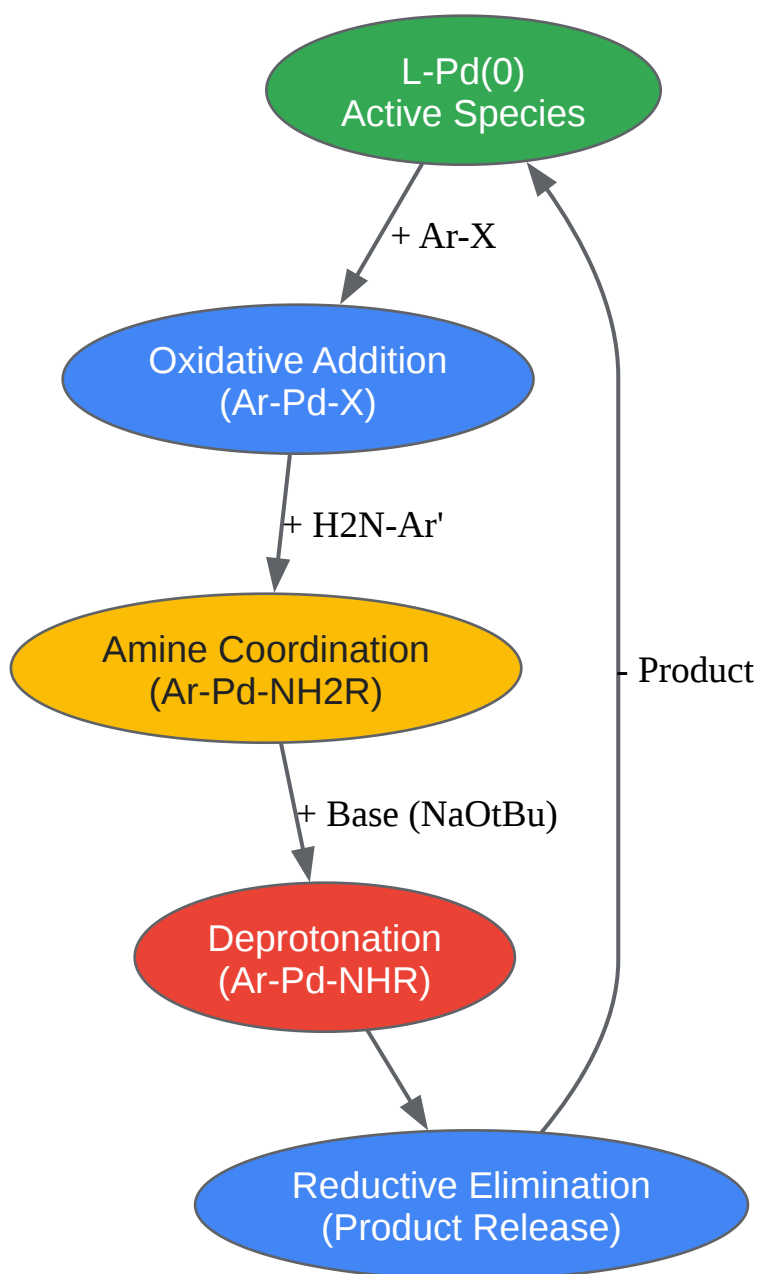 L-Pd(0)
Active Species
+ Ar-X
Oxidative Addition
(Ar-Pd-X)
+ H2N-Ar'
Amine Coordination
(Ar-Pd-NH2R)
- Product
+ Base (NaOtBu)
Deprotonation
(Ar-Pd-NHR)
Reductive Elimination
(Product Release)